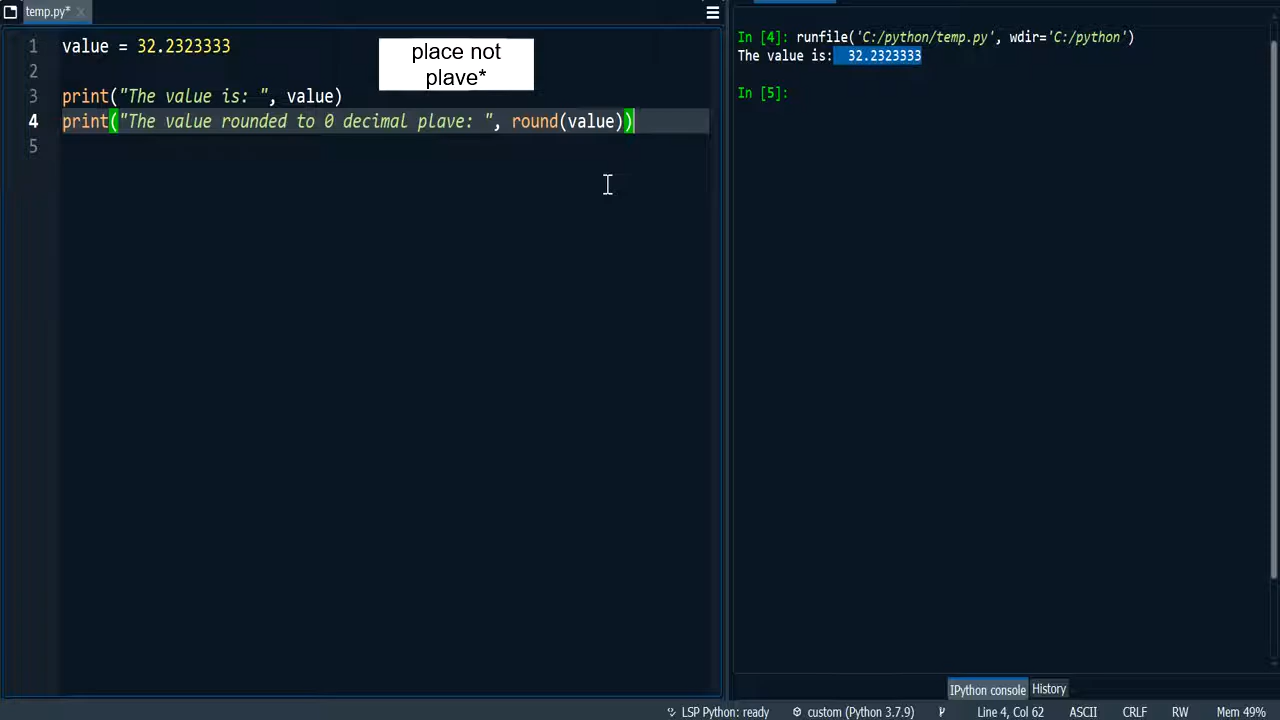 temp.py*
1 value = 32.2323333
place not
plave*
2
3 print("The value is: ", value)
4 print("The value rounded to 0 decimal plave: ", round(value))
5
In [4]: runfile('C:/python/temp.py', wdir='C:/python')
The value is:  32.2323333
In [5]:
IPython console History
LSP Python: ready custom (Python 3.7.9) Line 4, Col 62 ASCII CRLF RW Mem 49%